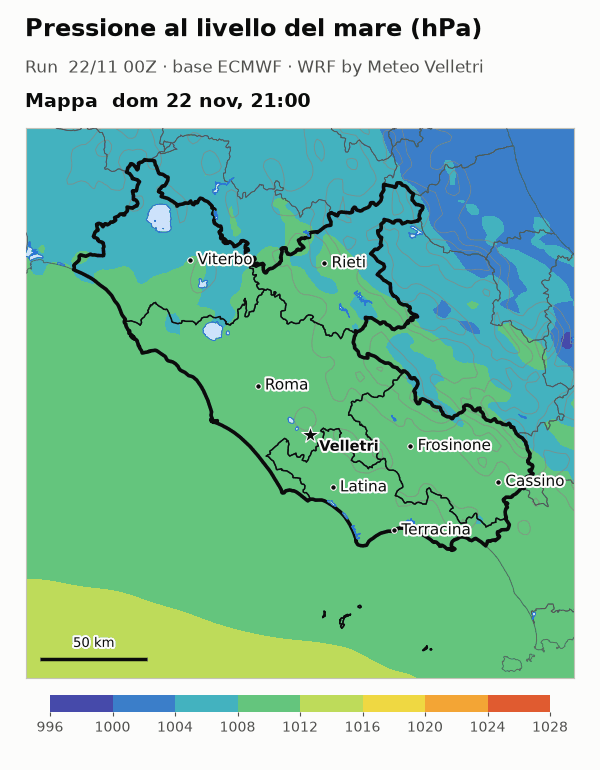 Pressione al livello del mare (hPa)
Run  22/11 00Z · base ECMWF · WRF by Meteo Velletri
Mappa  dom 22 nov, 21:00
Viterbo
Rieti
Roma
Velletri
Frosinone
Cassino
Latina
Terracina
50 km
996 1000 1004 1008 1012 1016 1020 1024 1028